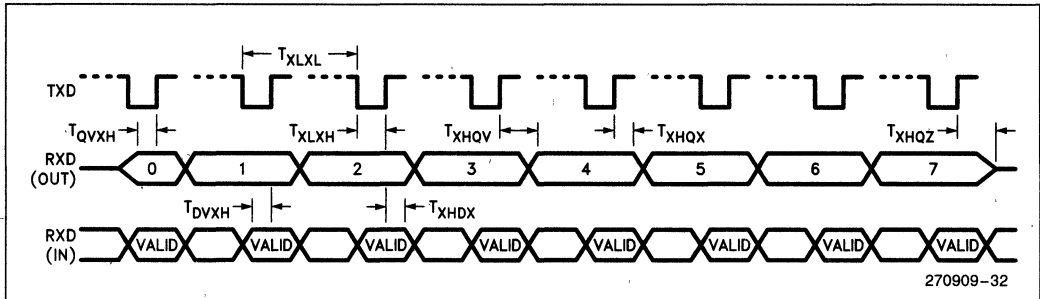 T_XLXL
TXD
T_QVXH T_XLXH T_XHQV T_XHQX T_XHQZ
RXD
(OUT) 0 1 2 3 4 5 6 7
T_DVXH T_XHDX
RXD
(IN) VALID VALID VALID VALID VALID VALID VALID VALID
270909-32